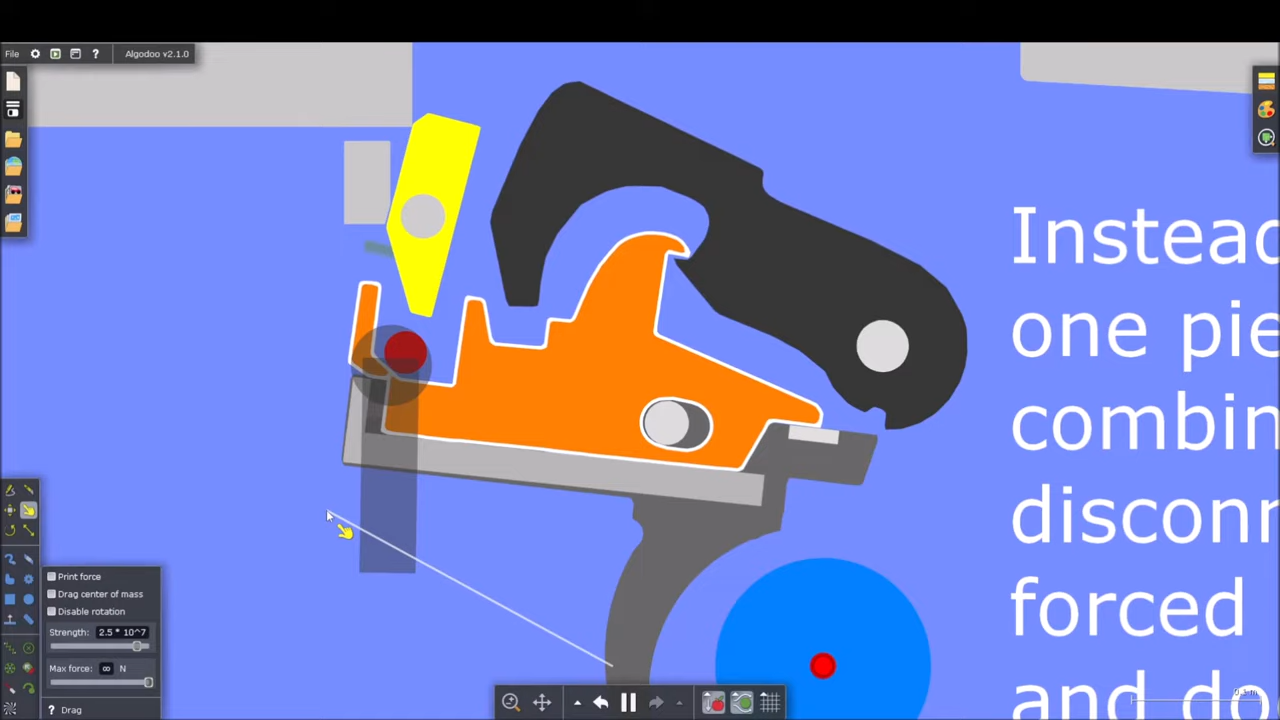 File
Algodoo v2.1.0
Instead
one pie
combin
disconn
forced
and do
Print force
Drag center of mass
Disable rotation
Strength: 2.5 * 10^7
Max force: ∞ N
Drag